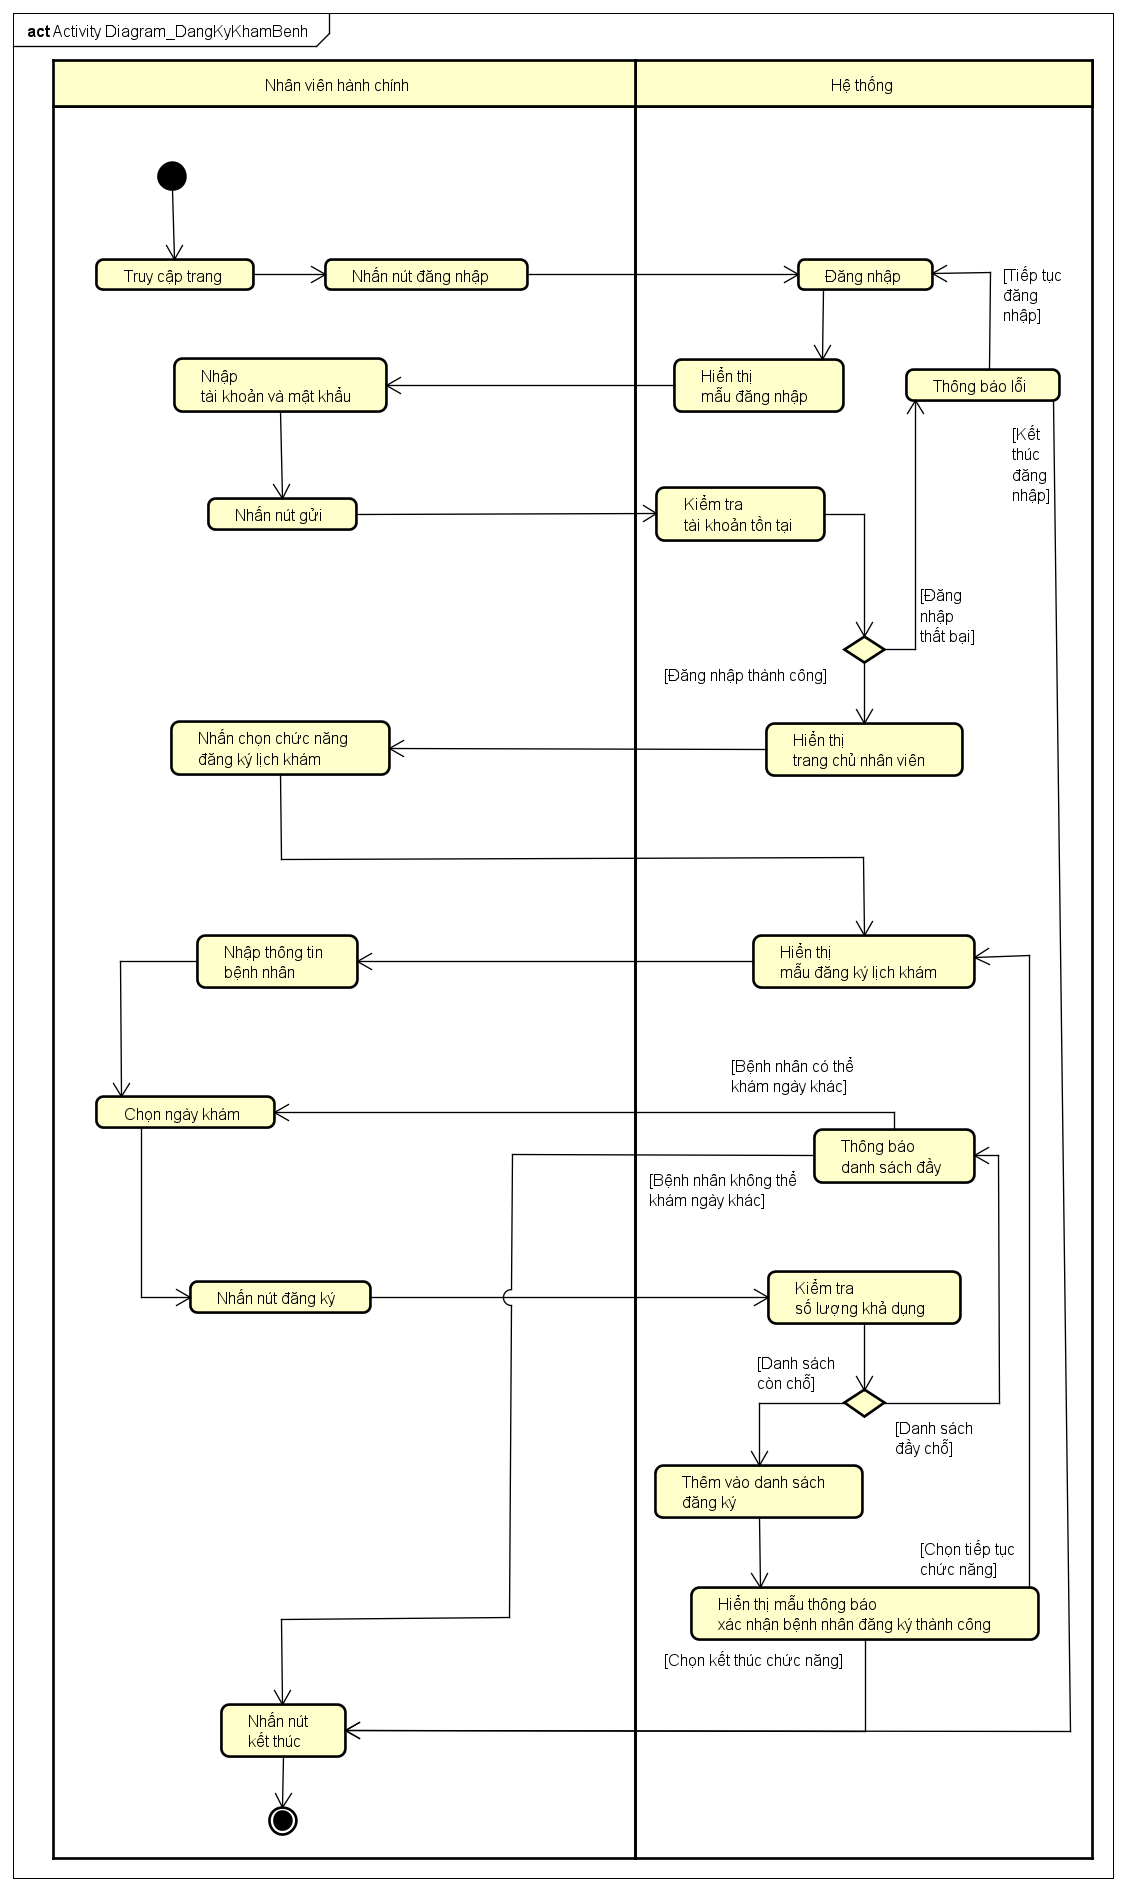 act Activity Diagram_DangKyKhamBenh
Nhân viên hành chính
Hệ thống
Truy cập trang
Nhấn nút đăng nhập
Đăng nhập
[Tiếp tục
đăng
nhập]
Nhập
tài khoản và mật khẩu
Hiển thị
mẫu đăng nhập
Thông báo lỗi
[Kết
thúc
đăng
nhập]
Nhấn nút gửi
Kiểm tra
tài khoản tồn tại
[Đăng
nhập
thất bại]
[Đăng nhập thành công]
Nhấn chọn chức năng
đăng ký lịch khám
Hiển thị
trang chủ nhân viên
Nhập thông tin
bệnh nhân
Hiển thị
mẫu đăng ký lịch khám
[Bệnh nhân có thể
khám ngày khác]
Chọn ngày khám
Thông báo
danh sách đầy
[Bệnh nhân không thể
khám ngày khác]
Nhấn nút đăng ký
Kiểm tra
số lượng khả dụng
[Danh sách
còn chỗ]
[Danh sách
đầy chỗ]
Thêm vào danh sách
đăng ký
[Chọn tiếp tục
chức năng]
Hiển thị mẫu thông báo
xác nhận bệnh nhân đăng ký thành công
[Chọn kết thúc chức năng]
Nhấn nút
kết thúc